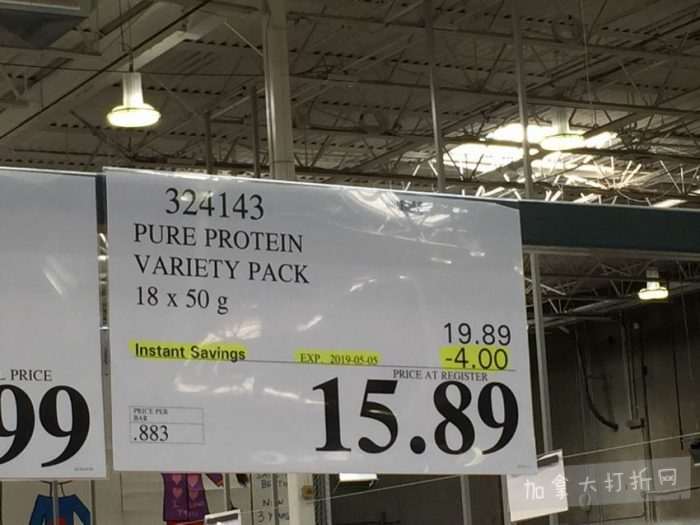 324143
PURE PROTEIN
VARIETY PACK
18 x 50 g
19.89
Instant Savings EXP. 2019-05-05 -4.00
PRICE AT REGISTER
PRICE PER
BAR
.883
15.89
PRICE
99
I
加拿大打折网